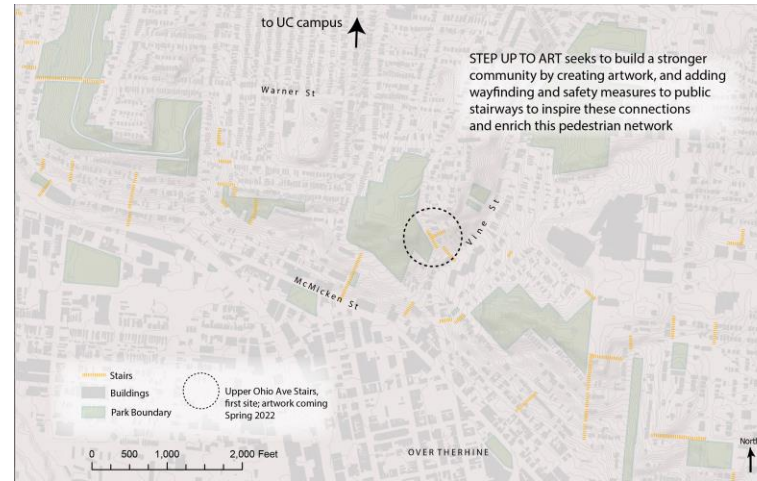 to UC campus
STEP UP TO ART seeks to build a stronger
community by creating artwork, and adding
wayfinding and safety measures to public
stairways to inspire these connections
and enrich this pedestrian network
Warner St
Vine St
McMicken St
Stairs
Buildings
Park Boundary
Upper Ohio Ave Stairs,
first site; artwork coming
Spring 2022
0 500 1,000 2,000 Feet
OVER THE RHINE
North